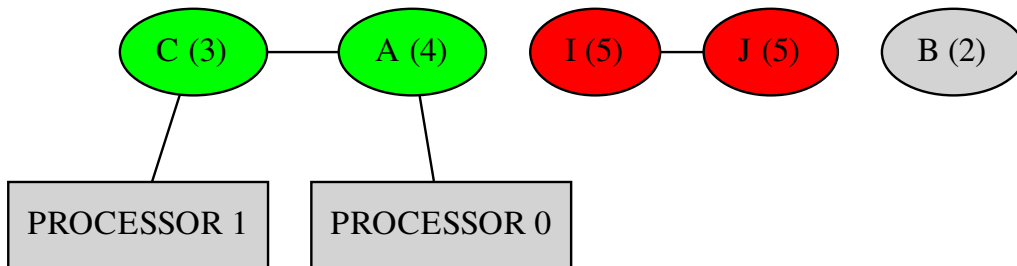 C (3)
A (4)
I (5)
J (5)
B (2)
PROCESSOR 1
PROCESSOR 0